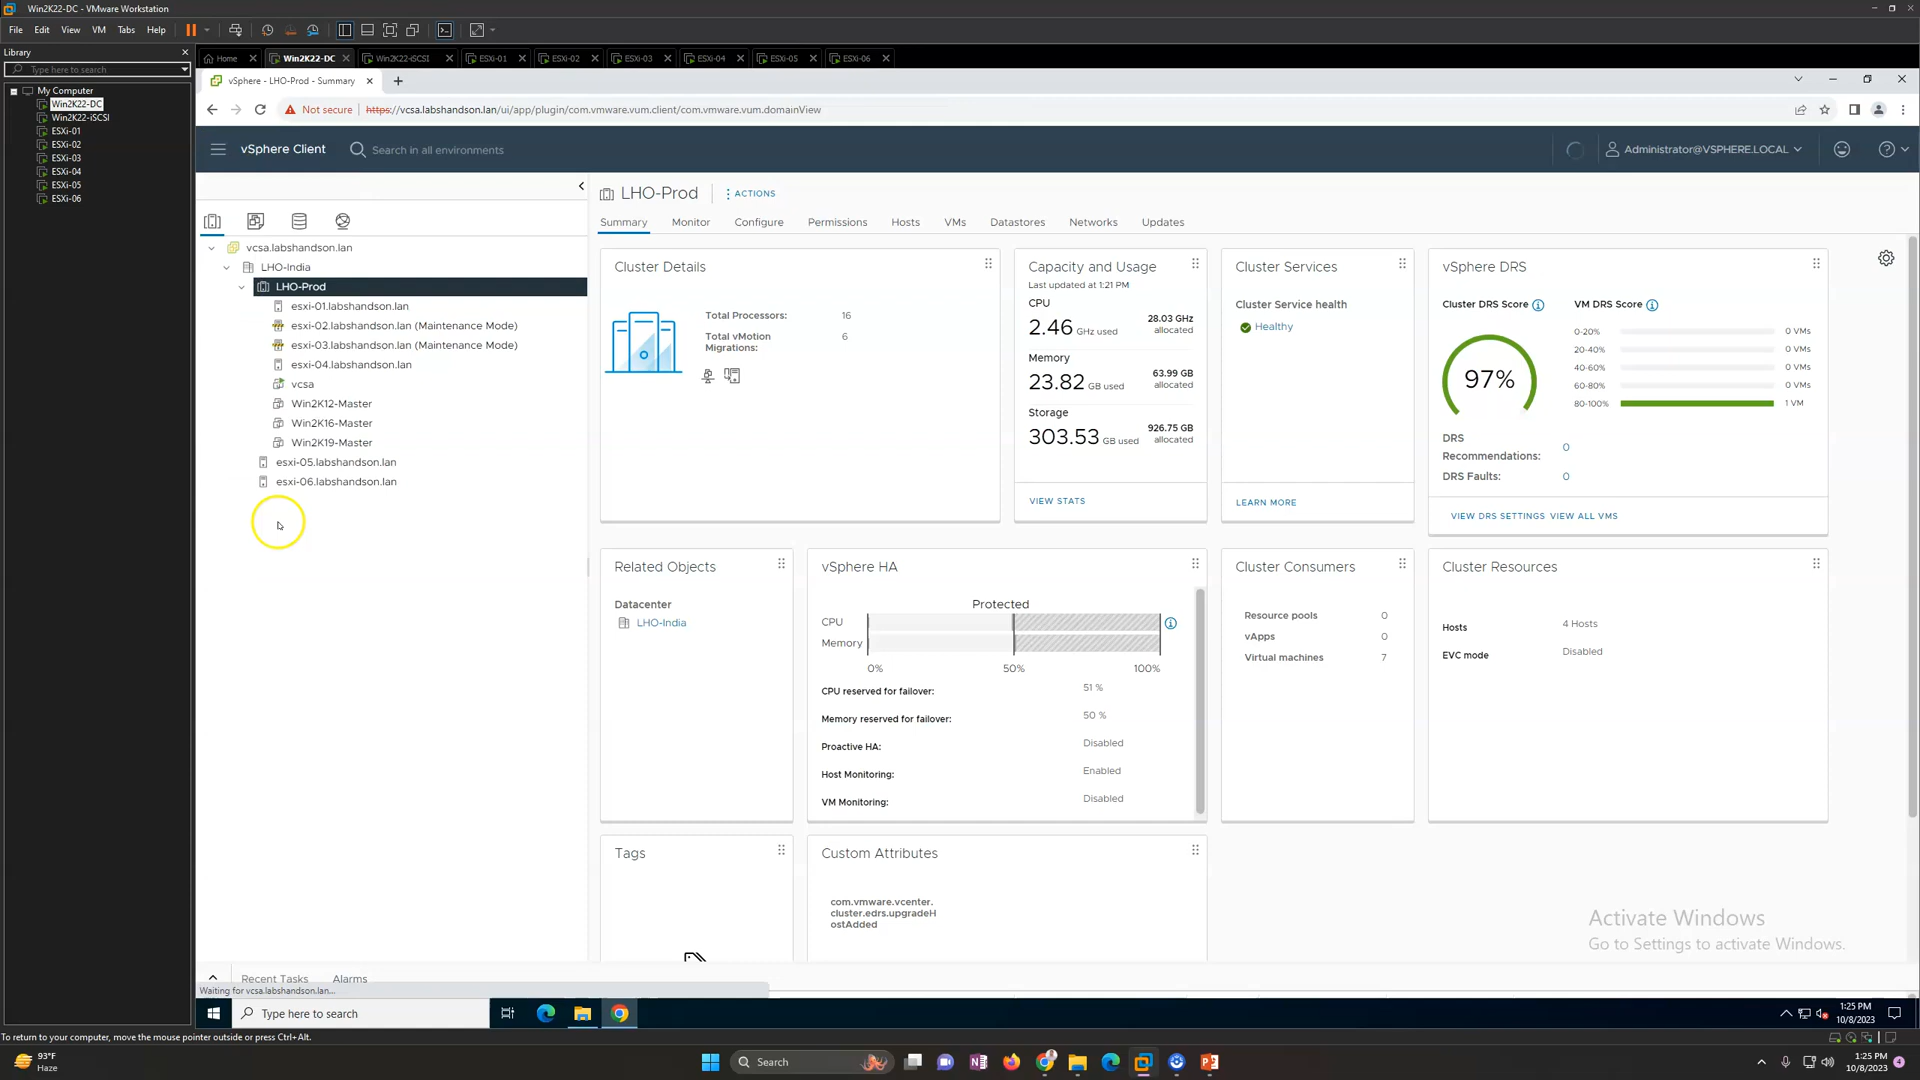 Win2K22-DC - VMware Workstation
File Edit View VM Tabs Help
Library
Type here to search
My Computer
Win2K22-DC
Win2K22-iSCSI
ESXi-01
ESXi-02
ESXi-03
ESXi-04
ESXi-05
ESXi-06
Home Win2K22-DC Win2K22-iSCSI ESXi-01 ESXi-02 ESXi-03 ESXi-04 ESXi-05 ESXi-06
vSphere - LHO-Prod - Summary
Not secure https://vcsa.labshandson.lan/ui/app/plugin/com.vmware.vum.client/com.vmware.vum.domainView
vSphere Client Search in all environments Administrator@VSPHERE.LOCAL
vcsa.labshandson.lan
LHO-India
LHO-Prod
esxi-01.labshandson.lan
esxi-02.labshandson.lan (Maintenance Mode)
esxi-03.labshandson.lan (Maintenance Mode)
esxi-04.labshandson.lan
vcsa
Win2K12-Master
Win2K16-Master
Win2K19-Master
esxi-05.labshandson.lan
esxi-06.labshandson.lan
LHO-Prod ACTIONS
Summary Monitor Configure Permissions Hosts VMs Datastores Networks Updates
Cluster Details
Total Processors: 16
Total vMotion
Migrations: 6
Capacity and Usage
Last updated at 1:21 PM
CPU
2.46 GHz used
28.03 GHz
allocated
Memory
23.82 GB used
63.99 GB
allocated
Storage
303.53 GB used
926.75 GB
allocated
VIEW STATS
Cluster Services
Cluster Service health
Healthy
LEARN MORE
vSphere DRS
Cluster DRS Score
97%
VM DRS Score
0-20% 0 VMs
20-40% 0 VMs
40-60% 0 VMs
60-80% 0 VMs
80-100% 1 VM
DRS
Recommendations: 0
DRS Faults: 0
VIEW DRS SETTINGS VIEW ALL VMS
Related Objects
Datacenter
LHO-India
vSphere HA
Protected
CPU
Memory
0% 50% 100%
CPU reserved for failover: 51 %
Memory reserved for failover: 50 %
Proactive HA: Disabled
Host Monitoring: Enabled
VM Monitoring: Disabled
Cluster Consumers
Resource pools 0
vApps 0
Virtual machines 7
Cluster Resources
Hosts 4 Hosts
EVC mode Disabled
Tags
Custom Attributes
com.vmware.vcenter.
cluster.edrs.upgradeH
ostAdded
Activate Windows
Go to Settings to activate Windows.
Recent Tasks Alarms
Waiting for vcsa.labshandson.lan...
Type here to search
1:25 PM
10/8/2023
To return to your computer, move the mouse pointer outside or press Ctrl+Alt.
93°F
Haze
Search
1:25 PM
10/8/2023
4